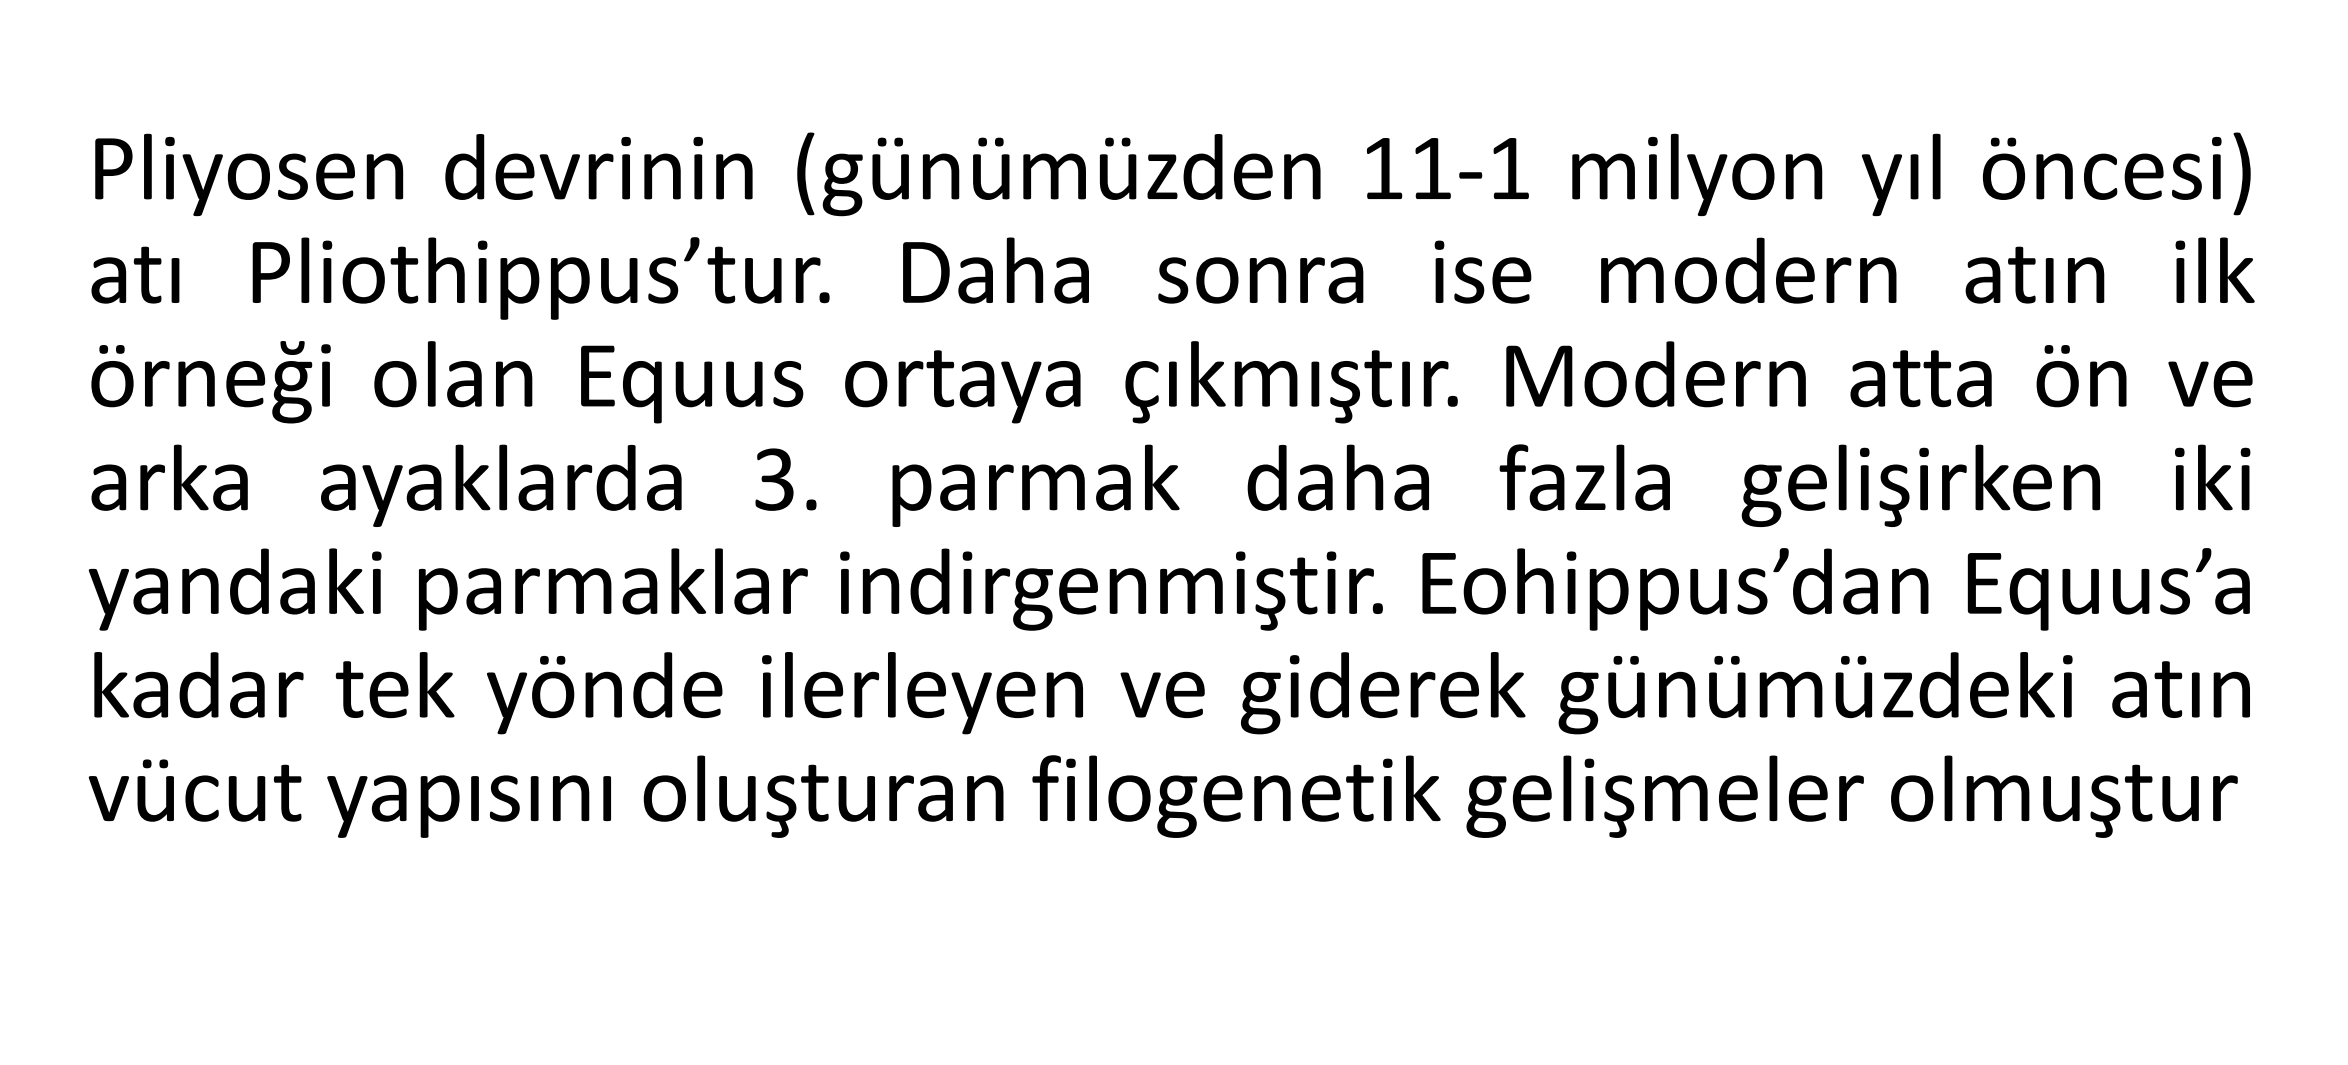 Pliyosen devrinin (günümüzden 11-1 milyon yıl öncesi)
atı Pliothippus’tur. Daha sonra ise modern atın ilk
örneği olan Equus ortaya çıkmıştır. Modern atta ön ve
arka ayaklarda 3. parmak daha fazla gelişirken iki
yandaki parmaklar indirgenmiştir. Eohippus’dan Equus’a
kadar tek yönde ilerleyen ve giderek günümüzdeki atın
vücut yapısını oluşturan filogenetik gelişmeler olmuştur